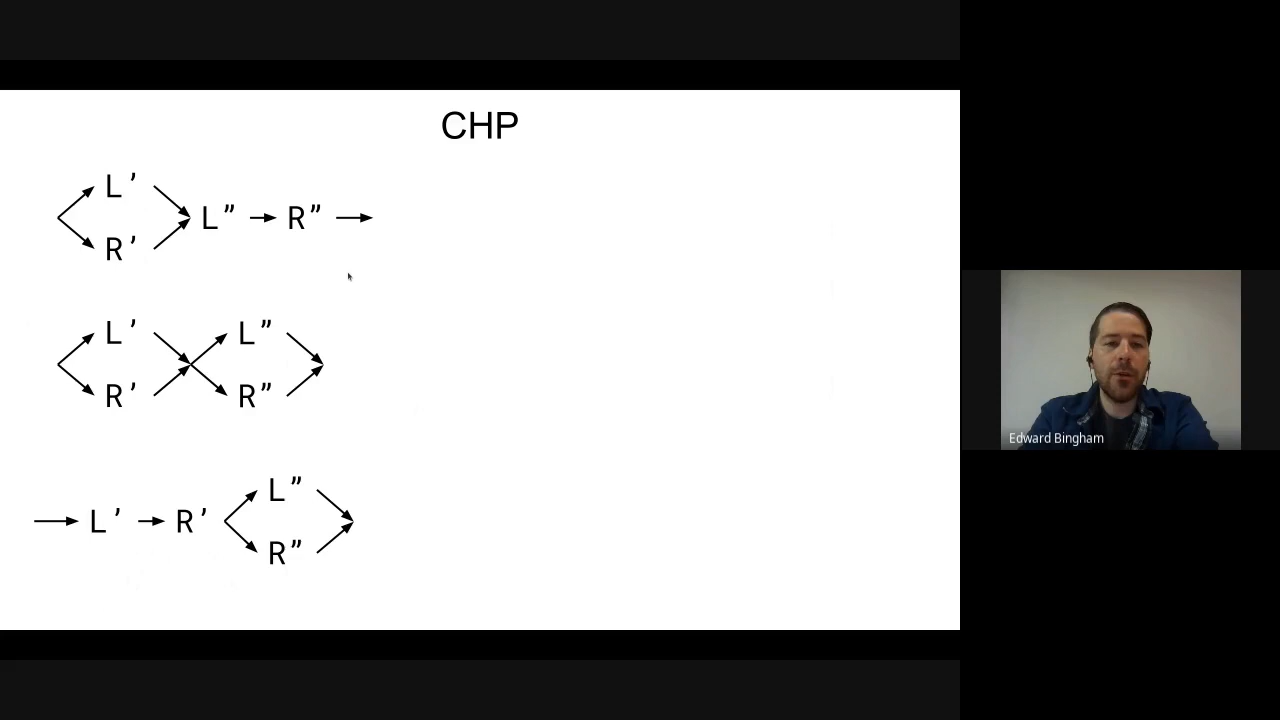 CHP
L’
L” R”
R’
L’ L”
R’ R”
L”
L’ R’
R”
Edward Bingham